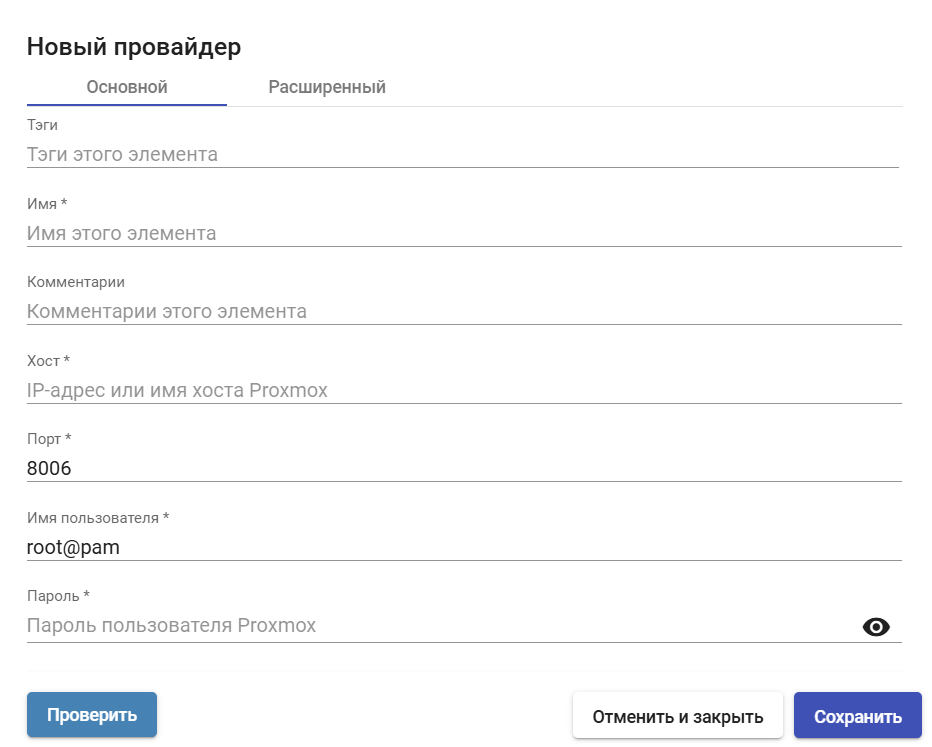 Новый провайдер
Основной Расширенный
Тэги
Тэги этого элемента
Имя *
Имя этого элемента
Комментарии
Комментарии этого элемента
Хост *
IP-адрес или имя хоста Proxmox
Порт *
8006
Имя пользователя *
root@pam
Пароль *
Пароль пользователя Proxmox
Проверить Отменить и закрыть Сохранить